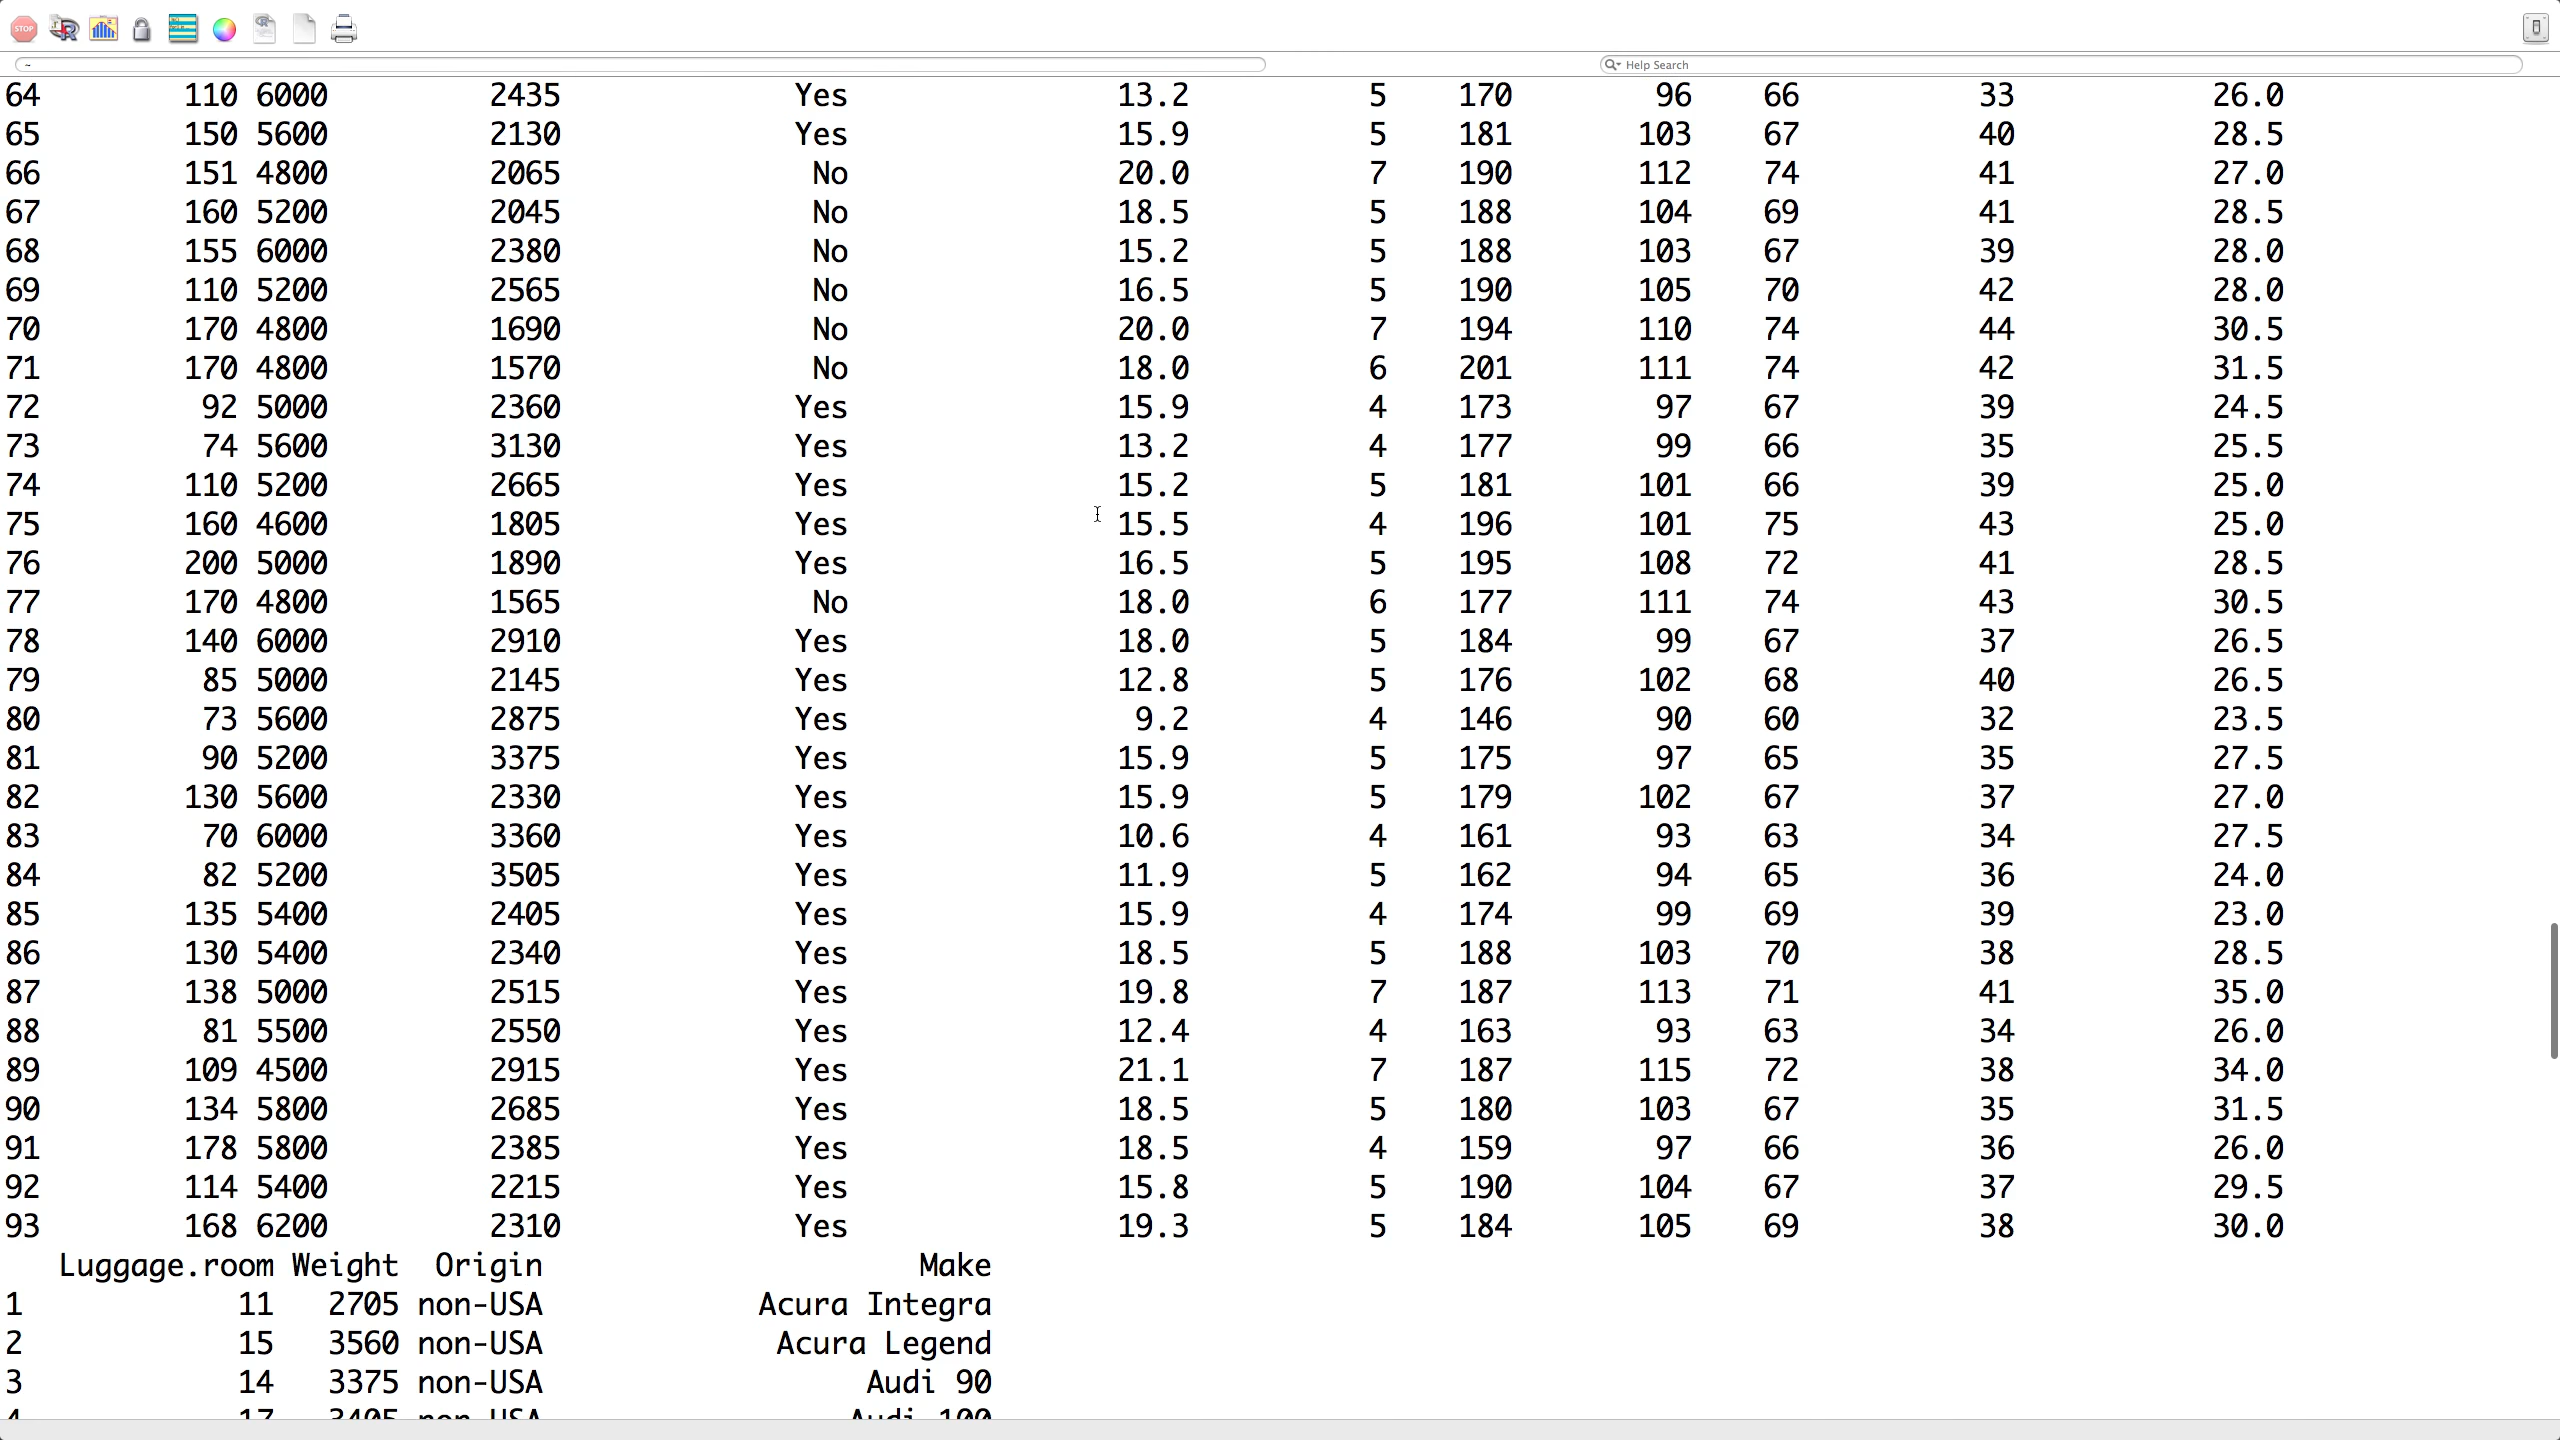 STOP
~
Help Search
64 110 6000 2435 Yes 13.2 5 170 96 66 33 26.0
65 150 5600 2130 Yes 15.9 5 181 103 67 40 28.5
66 151 4800 2065 No 20.0 7 190 112 74 41 27.0
67 160 5200 2045 No 18.5 5 188 104 69 41 28.5
68 155 6000 2380 No 15.2 5 188 103 67 39 28.0
69 110 5200 2565 No 16.5 5 190 105 70 42 28.0
70 170 4800 1690 No 20.0 7 194 110 74 44 30.5
71 170 4800 1570 No 18.0 6 201 111 74 42 31.5
72 92 5000 2360 Yes 15.9 4 173 97 67 39 24.5
73 74 5600 3130 Yes 13.2 4 177 99 66 35 25.5
74 110 5200 2665 Yes 15.2 5 181 101 66 39 25.0
75 160 4600 1805 Yes 15.5 4 196 101 75 43 25.0
76 200 5000 1890 Yes 16.5 5 195 108 72 41 28.5
77 170 4800 1565 No 18.0 6 177 111 74 43 30.5
78 140 6000 2910 Yes 18.0 5 184 99 67 37 26.5
79 85 5000 2145 Yes 12.8 5 176 102 68 40 26.5
80 73 5600 2875 Yes 9.2 4 146 90 60 32 23.5
81 90 5200 3375 Yes 15.9 5 175 97 65 35 27.5
82 130 5600 2330 Yes 15.9 5 179 102 67 37 27.0
83 70 6000 3360 Yes 10.6 4 161 93 63 34 27.5
84 82 5200 3505 Yes 11.9 5 162 94 65 36 24.0
85 135 5400 2405 Yes 15.9 4 174 99 69 39 23.0
86 130 5400 2340 Yes 18.5 5 188 103 70 38 28.5
87 138 5000 2515 Yes 19.8 7 187 113 71 41 35.0
88 81 5500 2550 Yes 12.4 4 163 93 63 34 26.0
89 109 4500 2915 Yes 21.1 7 187 115 72 38 34.0
90 134 5800 2685 Yes 18.5 5 180 103 67 35 31.5
91 178 5800 2385 Yes 18.5 4 159 97 66 36 26.0
92 114 5400 2215 Yes 15.8 5 190 104 67 37 29.5
93 168 6200 2310 Yes 19.3 5 184 105 69 38 30.0
Luggage.room Weight Origin Make
1 11 2705 non-USA Acura Integra
2 15 3560 non-USA Acura Legend
3 14 3375 non-USA Audi 90
4 17 3405 non-USA Audi 100